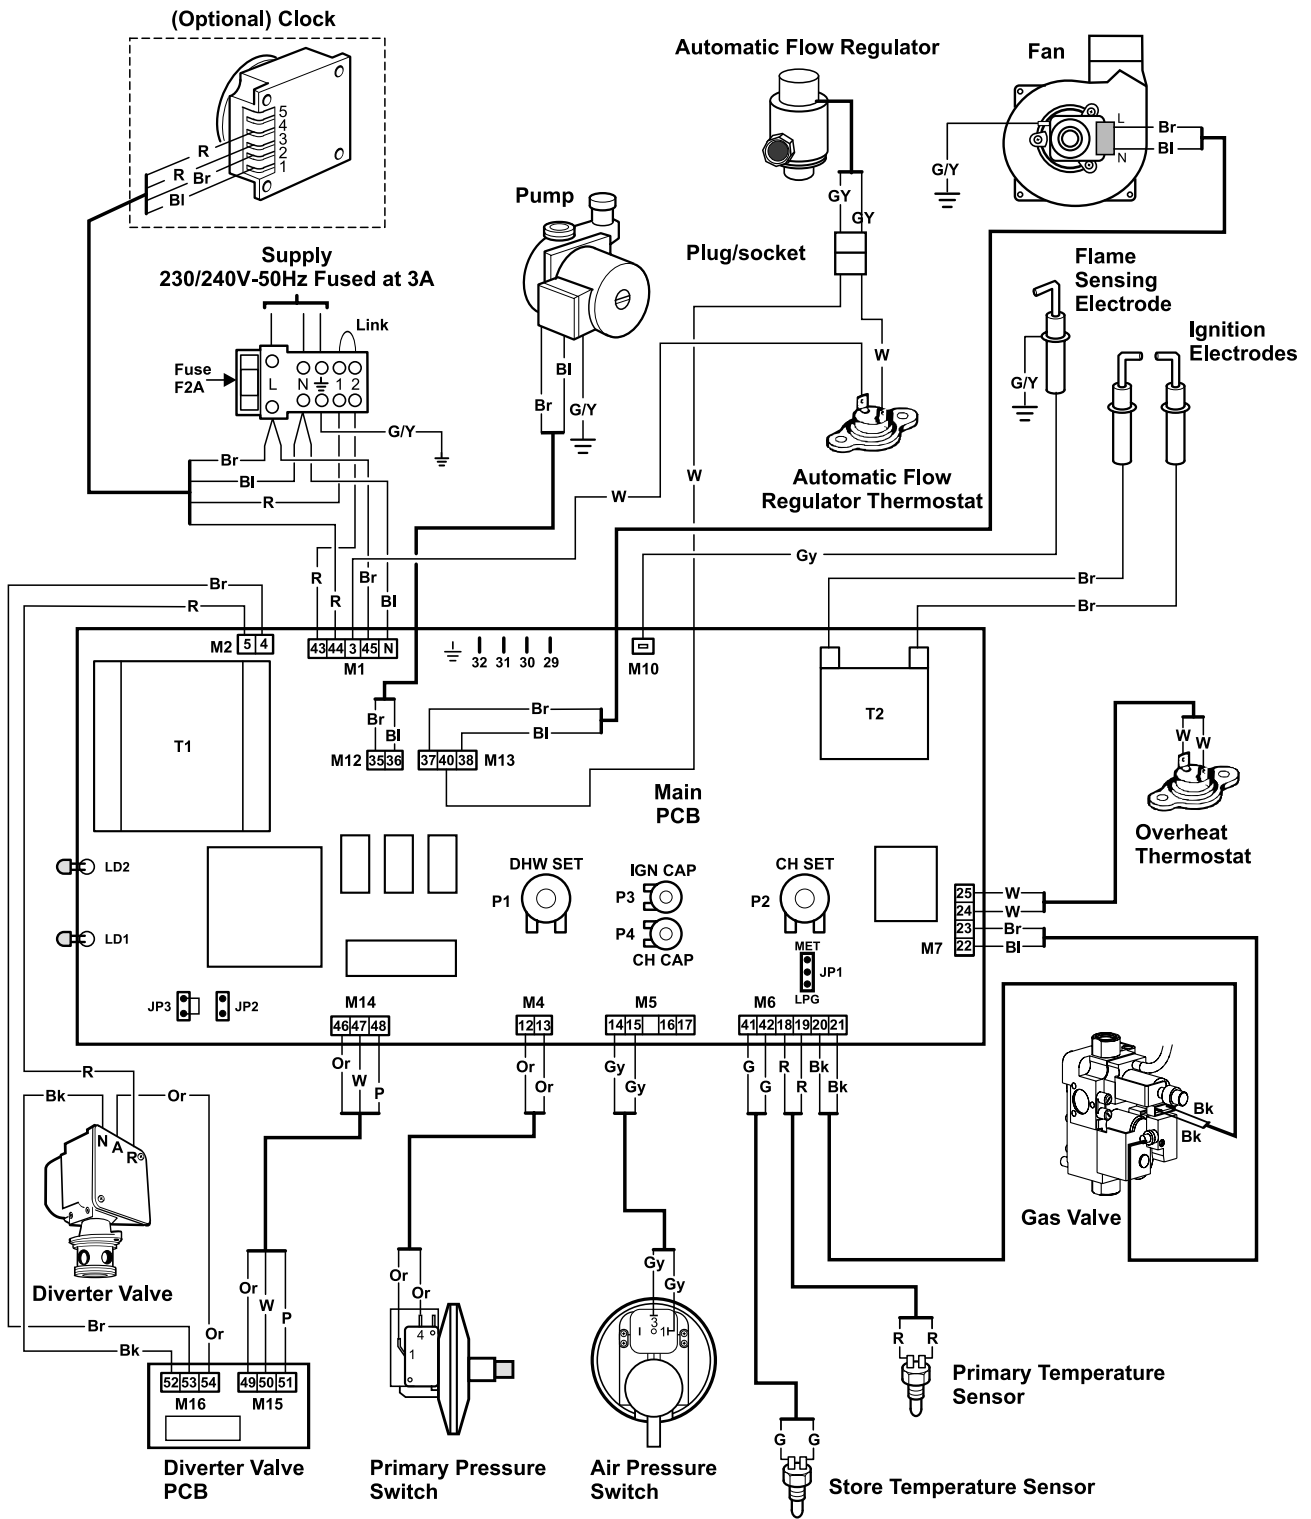 (Optional) Clock
5
4
3
2
1
R
R
Br
Bl
Supply
230/240V-50Hz Fused at 3A
Link
Fuse
F2A
L
N
1
2
G/Y
Br
Bl
R
Pump
Br
Bl
G/Y
Automatic Flow Regulator
GY
GY
Plug/socket
W
W
W
Automatic Flow
Regulator Thermostat
Fan
L
N
Br
Bl
G/Y
Flame
Sensing
Electrode
G/Y
Ignition
Electrodes
Gy
Br
Br
Br
R
R
R
Br
Bl
M2
5 4
43 44 3 45 N
M1
32
31
30
29
M10
T1
T2
Br
Bl
M12
35 36
Br
Bl
37 40 38
M13
Main
PCB
LD2
LD1
DHW SET
P1
IGN CAP
P3
P4
CH CAP
CH SET
P2
MET
JP1
LPG
25
24
23
22
M7
W
W
Br
Bl
W
W
Overheat
Thermostat
JP3
JP2
M14
46 47 48
M4
12 13
M5
14 15 16 17
M6
41 42 18 19 20 21
Or
W
P
Or
Or
Gy
Gy
G
G
R
R
Bk
Bk
R
Bk
Or
N
A
R
Diverter Valve
Br
Bk
Or
Or
W
P
52 53 54
M16
49 50 51
M15
Diverter Valve
PCB
Or
Or
4
1
Primary Pressure
Switch
Gy
Gy
3
1
Air Pressure
Switch
Bk
Bk
Gas Valve
R
R
Primary Temperature
Sensor
G
G
Store Temperature Sensor